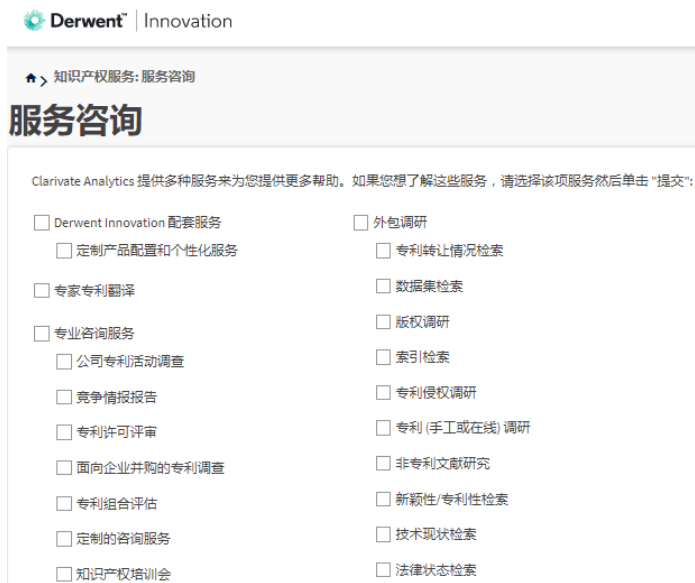 Derwent™ | Innovation
知识产权服务: 服务咨询
服务咨询
Clarivate Analytics 提供多种服务来为您提供更多帮助。如果您想了解这些服务，请选择该项服务然后单击 "提交":
Derwent Innovation 配套服务
定制产品配置和个性化服务
专家专利翻译
专业咨询服务
公司专利活动调查
竞争情报报告
专利许可评审
面向企业并购的专利调查
专利组合评估
定制的咨询服务
知识产权培训会
外包调研
专利转让情况检索
数据集检索
版权调研
索引检索
专利侵权调研
专利 (手工或在线) 调研
非专利文献研究
新颖性/专利性检索
技术现状检索
法律状态检索